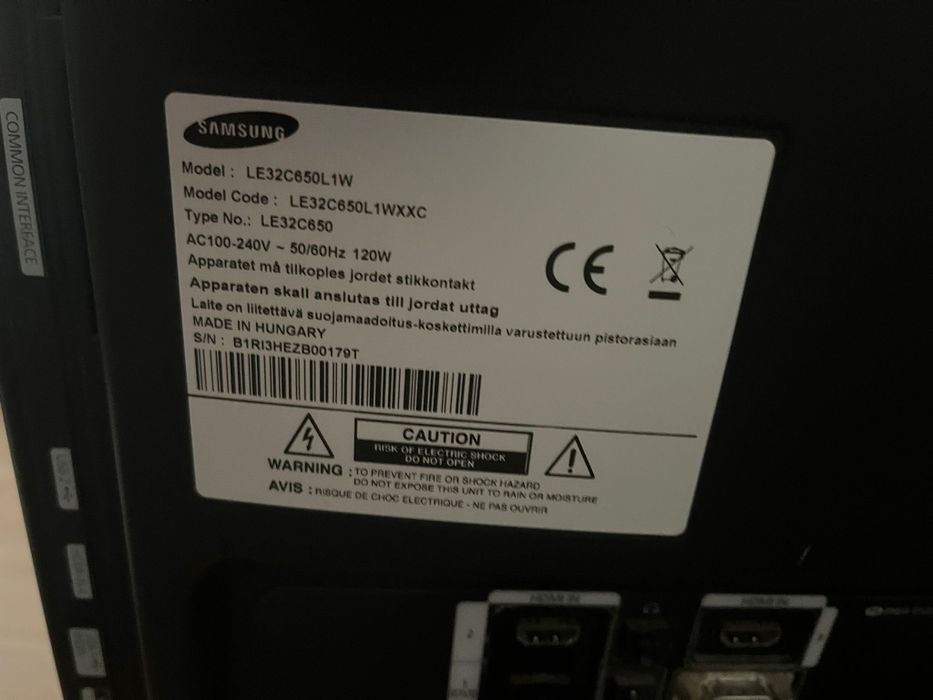 COMMON INTERFACE
SAMSUNG
Model : LE32C650L1W
Model Code : LE32C650L1WXXC
Type No.: LE32C650
AC100-240V ~ 50/60Hz 120W
Apparatet må tilkoples jordet stikkontakt
Apparaten skall anslutas till jordat uttag
Laite on liitettävä suojamaadoitus-koskettimilla varustettuun pistorasiaan
MADE IN HUNGARY
S/N : B1RI3HEZB00179T
CE
CAUTION
RISK OF ELECTRIC SHOCK
DO NOT OPEN
WARNING : TO PREVENT FIRE OR SHOCK HAZARD
DO NOT EXPOSE THIS UNIT TO RAIN OR MOISTURE
AVIS : RISQUE DE CHOC ELECTRIQUE - NE PAS OUVRIR
HDMI IN
HDMI IN
2